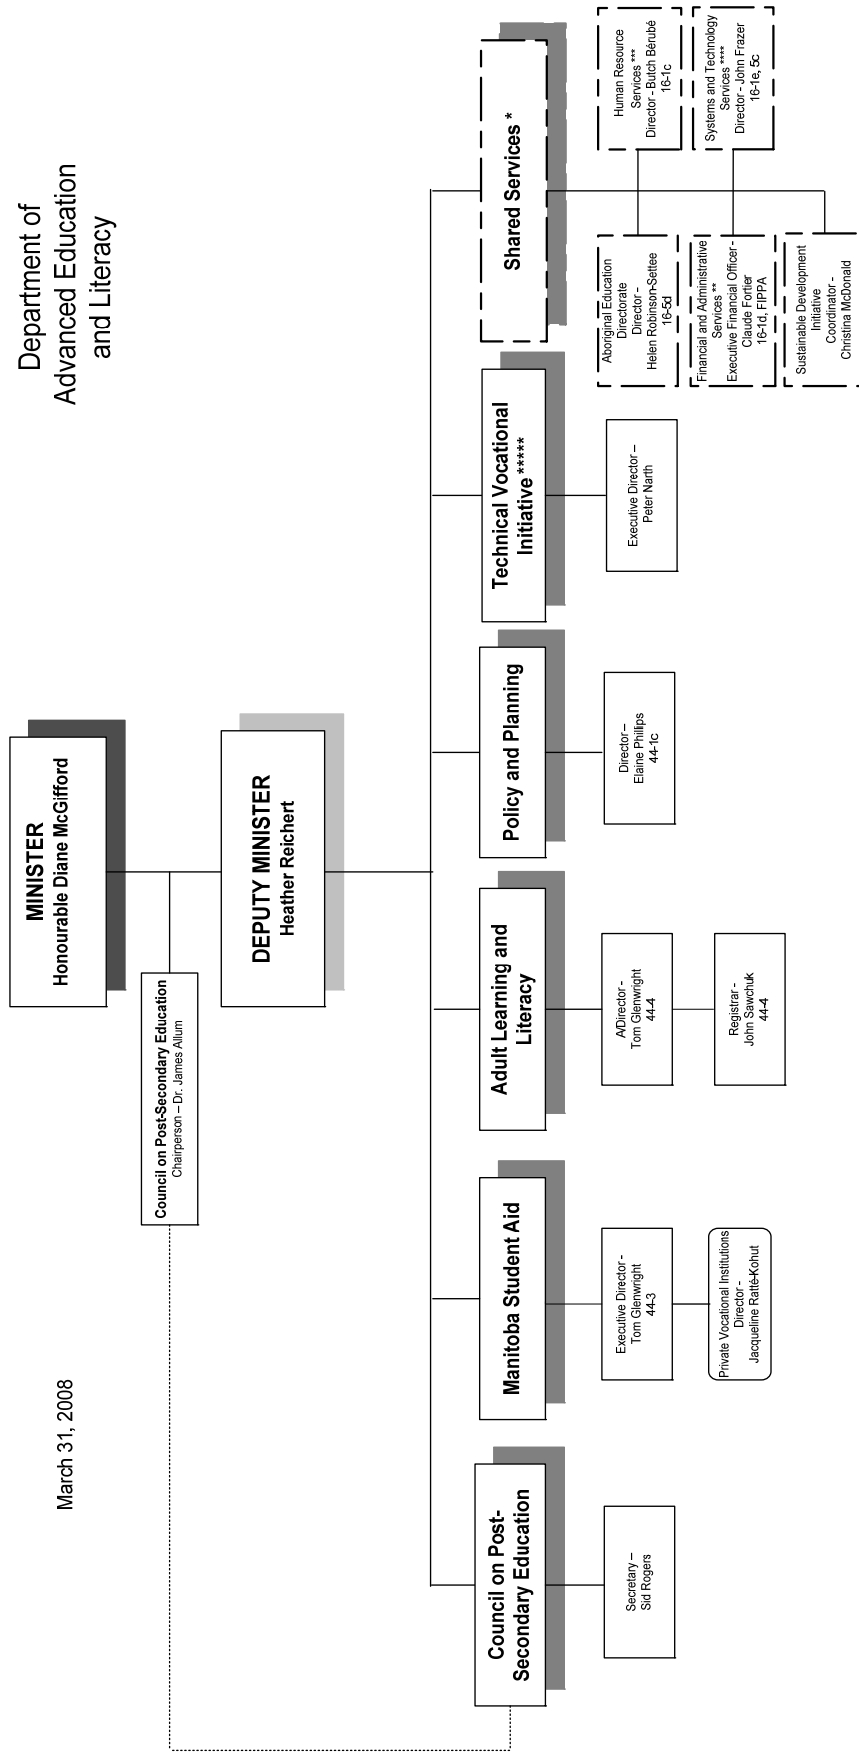 March 31, 2008
Department of
Advanced Education
and Literacy
MINISTER
Honourable Diane McGifford
Council on Post-Secondary Education
Chairperson – Dr. James Allum
DEPUTY MINISTER
Heather Reichert
Council on Post-
Secondary Education
Secretary –
Sid Rogers
Manitoba Student Aid
Executive Director -
Tom Glenwright
44-3
Private Vocational Institutions
Director -
Jacqueline Ratté-Kohut
Adult Learning and
Literacy
A/Director -
Tom Glenwright
44-4
Registrar -
John Sawchuk
44-4
Policy and Planning
Director–
Elaine Phillips
44-1c
Technical Vocational
Initiative *****
Executive Director –
Peter Narth
Shared Services *
Aboriginal Education
Directorate
Director -
Helen Robinson-Settee
16-5d
Human Resource
Services ***
Director - Butch Bérubé
16-1c
Financial and Administrative
Services **
Executive Financial Officer -
Claude Fortier
16-1d, FIPPA
Systems and Technology
Services ****
Director - John Frazer
16-1e, 5c
Sustainable Development
Initiative
Coordinator -
Christina McDonald